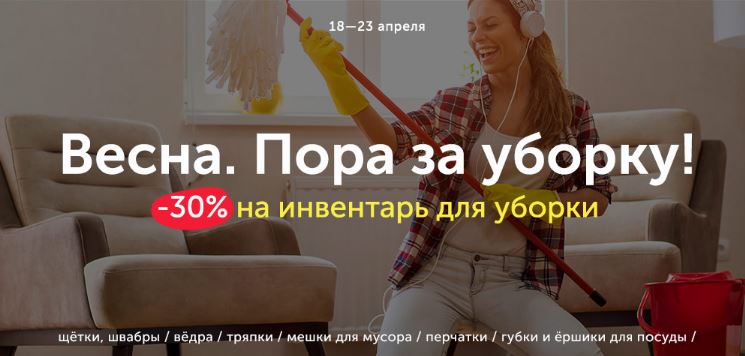 18—23 апреля
Весна. Пора за уборку!
-30% на инвентарь для уборки
щётки, швабры / вёдра / тряпки / мешки для мусора / перчатки / губки и ёршики для посуды /